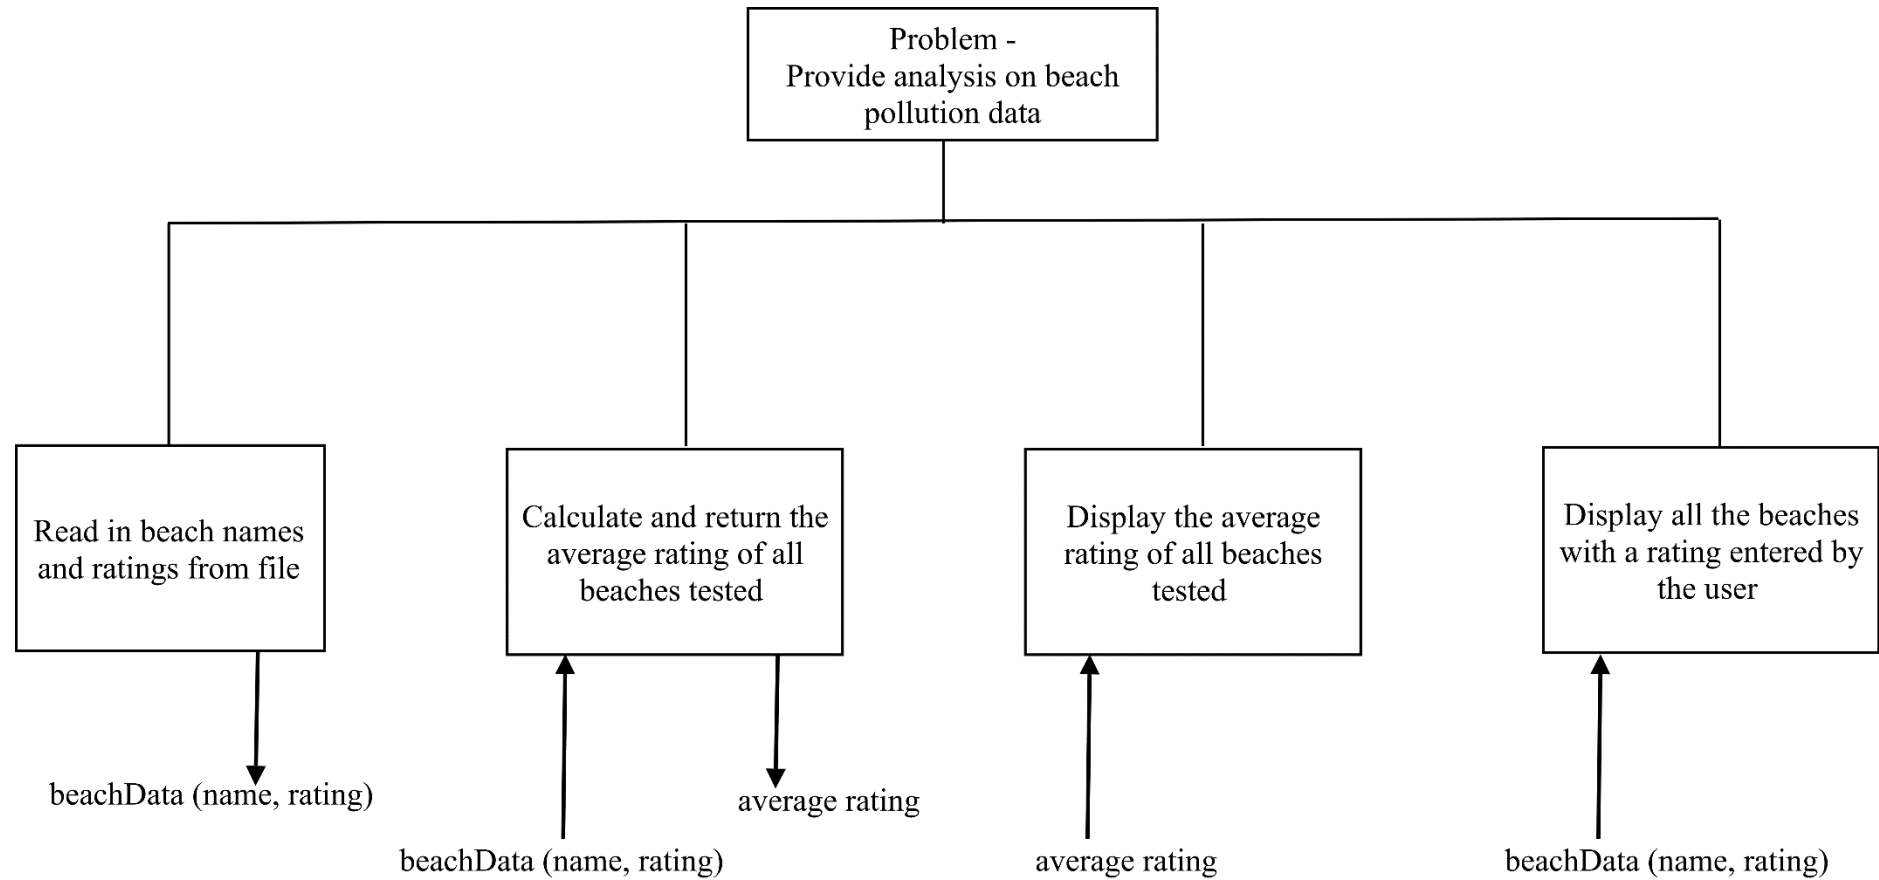 Problem -
Provide analysis on beach
pollution data
Read in beach names
and ratings from file
Calculate and return the
average rating of all
beaches tested
Display the average
rating of all beaches
tested
Display all the beaches
with a rating entered by
the user
beachData (name, rating)
beachData (name, rating)
average rating
average rating
beachData (name, rating)